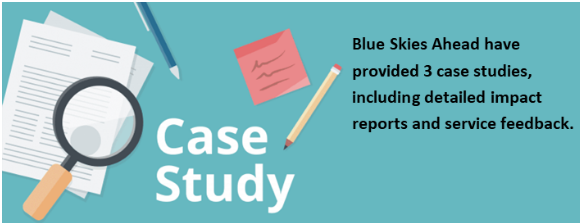 Case
Study
Blue Skies Ahead have
provided 3 case studies,
including detailed impact
reports and service feedback.